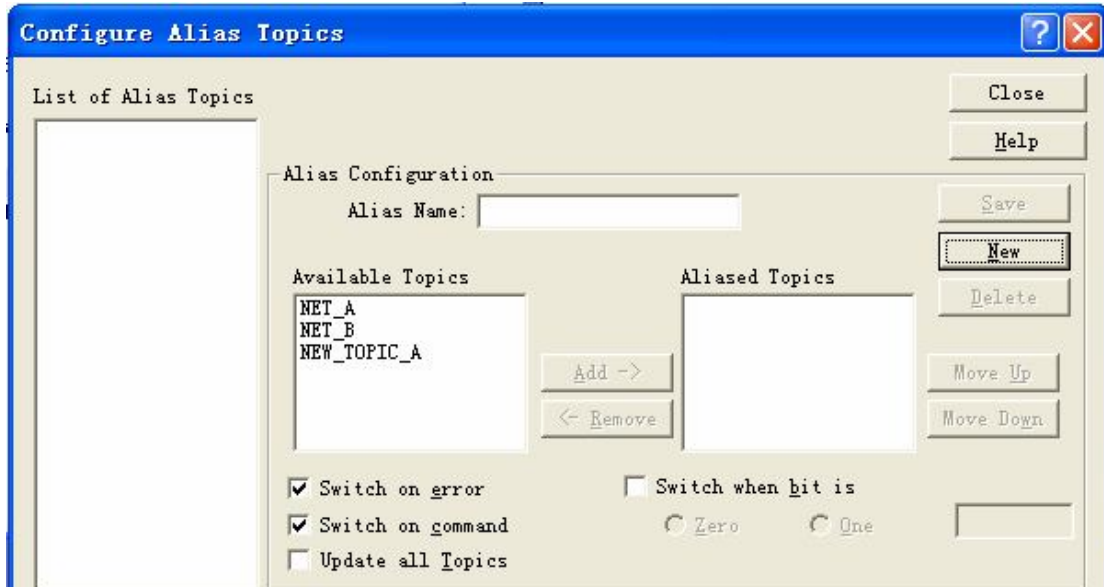 Configure Alias Topics
List of Alias Topics
Close
Help
Alias Configuration
Alias Name:
Save
New
Available Topics
Aliased Topics
Delete
NET_A
NET_B
NEW_TOPIC_A
Add ->
Move Up
<- Remove
Move Down
Switch on error
Switch when bit is
Switch on command
Zero
One
Update all Topics